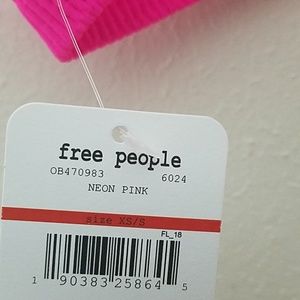 free people
OB470983 6024
NEON PINK
size XS/S
FL_18
1 90383 25864 5